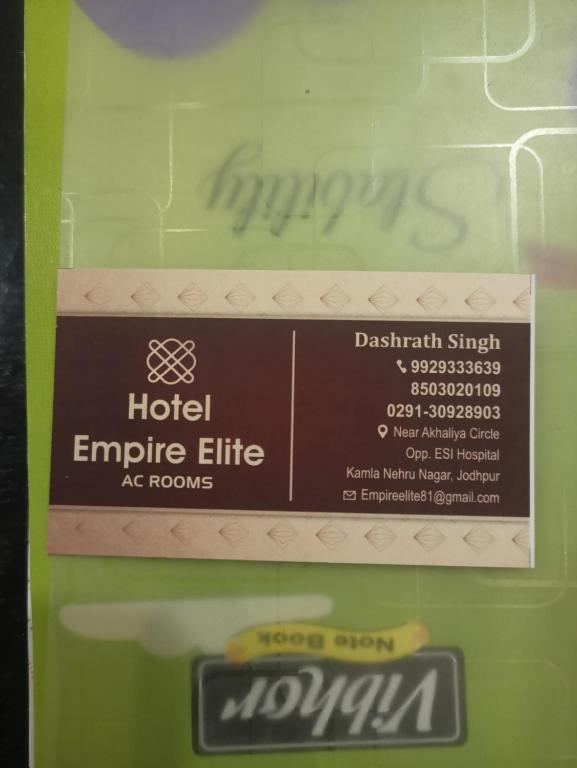 Stability
Hotel
Empire Elite
AC ROOMS
Dashrath Singh
9929333639
8503020109
0291-30928903
Near Akhaliya Circle
Opp. ESI Hospital
Kamla Nehru Nagar, Jodhpur
Empireelite81@gmail.com
Note Book
Vibhor